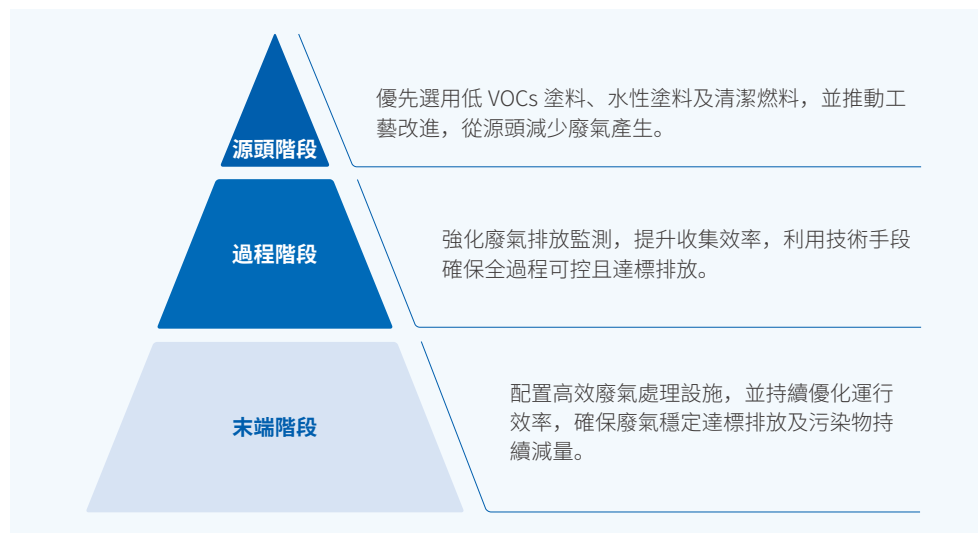 源頭階段
優先選用低 VOCs 塗料、水性塗料及清潔燃料，並推動工
藝改進，從源頭減少廢氣產生。
過程階段
強化廢氣排放監測，提升收集效率，利用技術手段
確保全過程可控且達標排放。
末端階段
配置高效廢氣處理設施，並持續優化運行
效率，確保廢氣穩定達標排放及污染物持
續減量。